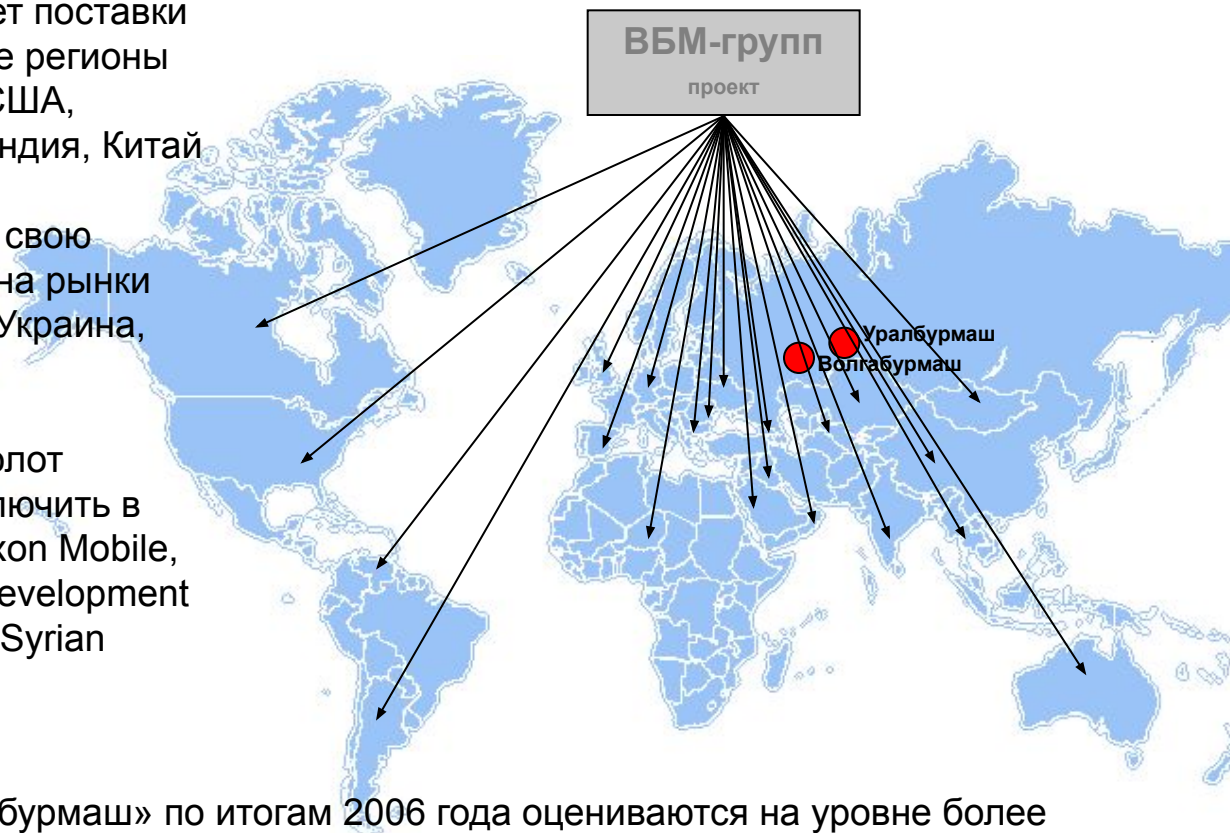 ет поставки
е регионы
США,
ндия, Китай
свою
на рынки
Украина,
олот
лючить в
xon Mobile,
evelopment
Syrian
ВБМ-групп
проект
Уралбурмаш
Волгабурмаш
бурмаш» по итогам 2006 года оцениваются на уровне более